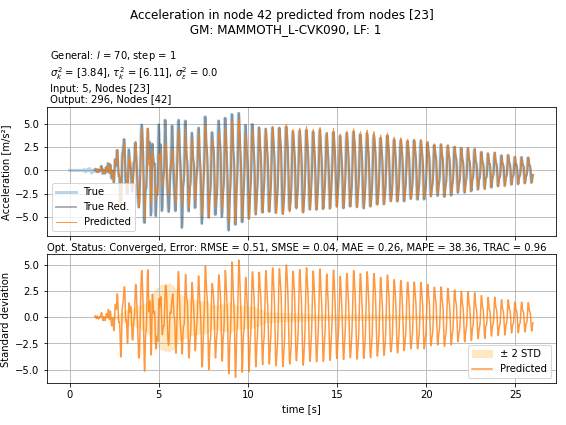 Acceleration in node 42 predicted from nodes [23]
GM: MAMMOTH_L-CVK090, LF: 1
General: l = 70, step = 1
σ²ₖ = [3.84], τ²ₖ = [6.11], σ²ᵣ = 0.0
Input: 5, Nodes [23]
Output: 296, Nodes [42]
Acceleration [m/s²]
5.0
2.5
0.0
−2.5
−5.0
True
True Red.
Predicted
Opt. Status: Converged, Error: RMSE = 0.51, SMSE = 0.04, MAE = 0.26, MAPE = 38.36, TRAC = 0.96
Standard deviation
5.0
2.5
0.0
−2.5
−5.0
± 2 STD
Predicted
0 5 10 15 20 25
time [s]